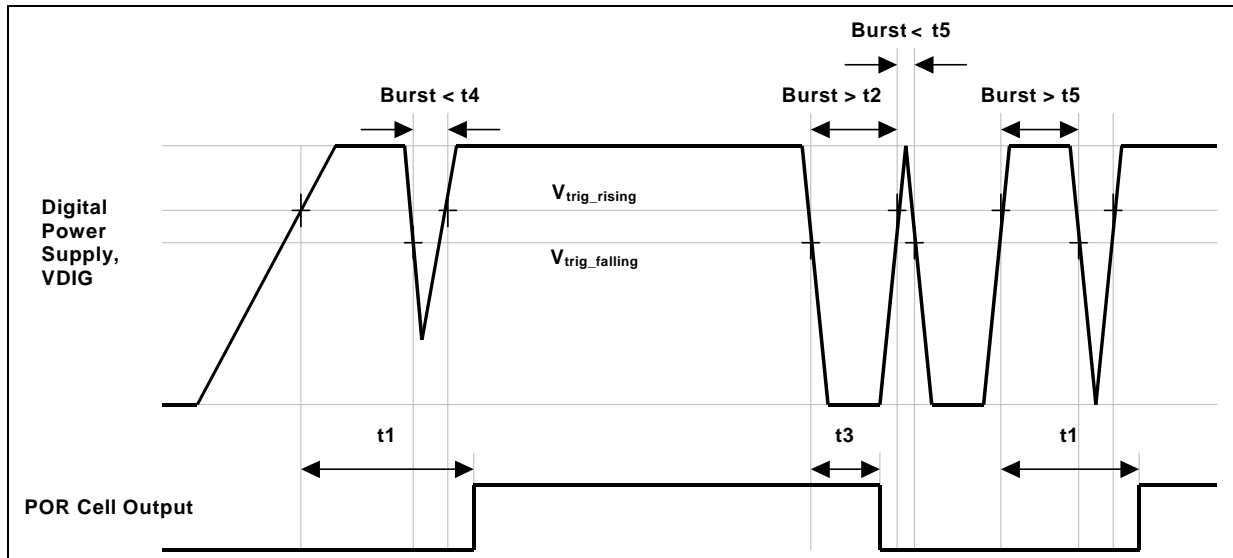 Burst < t5
Burst < t4
Burst > t2
Burst > t5
Vtrig_rising
Digital
Power
Supply,
VDIG
Vtrig_falling
t1
t3
t1
POR Cell Output